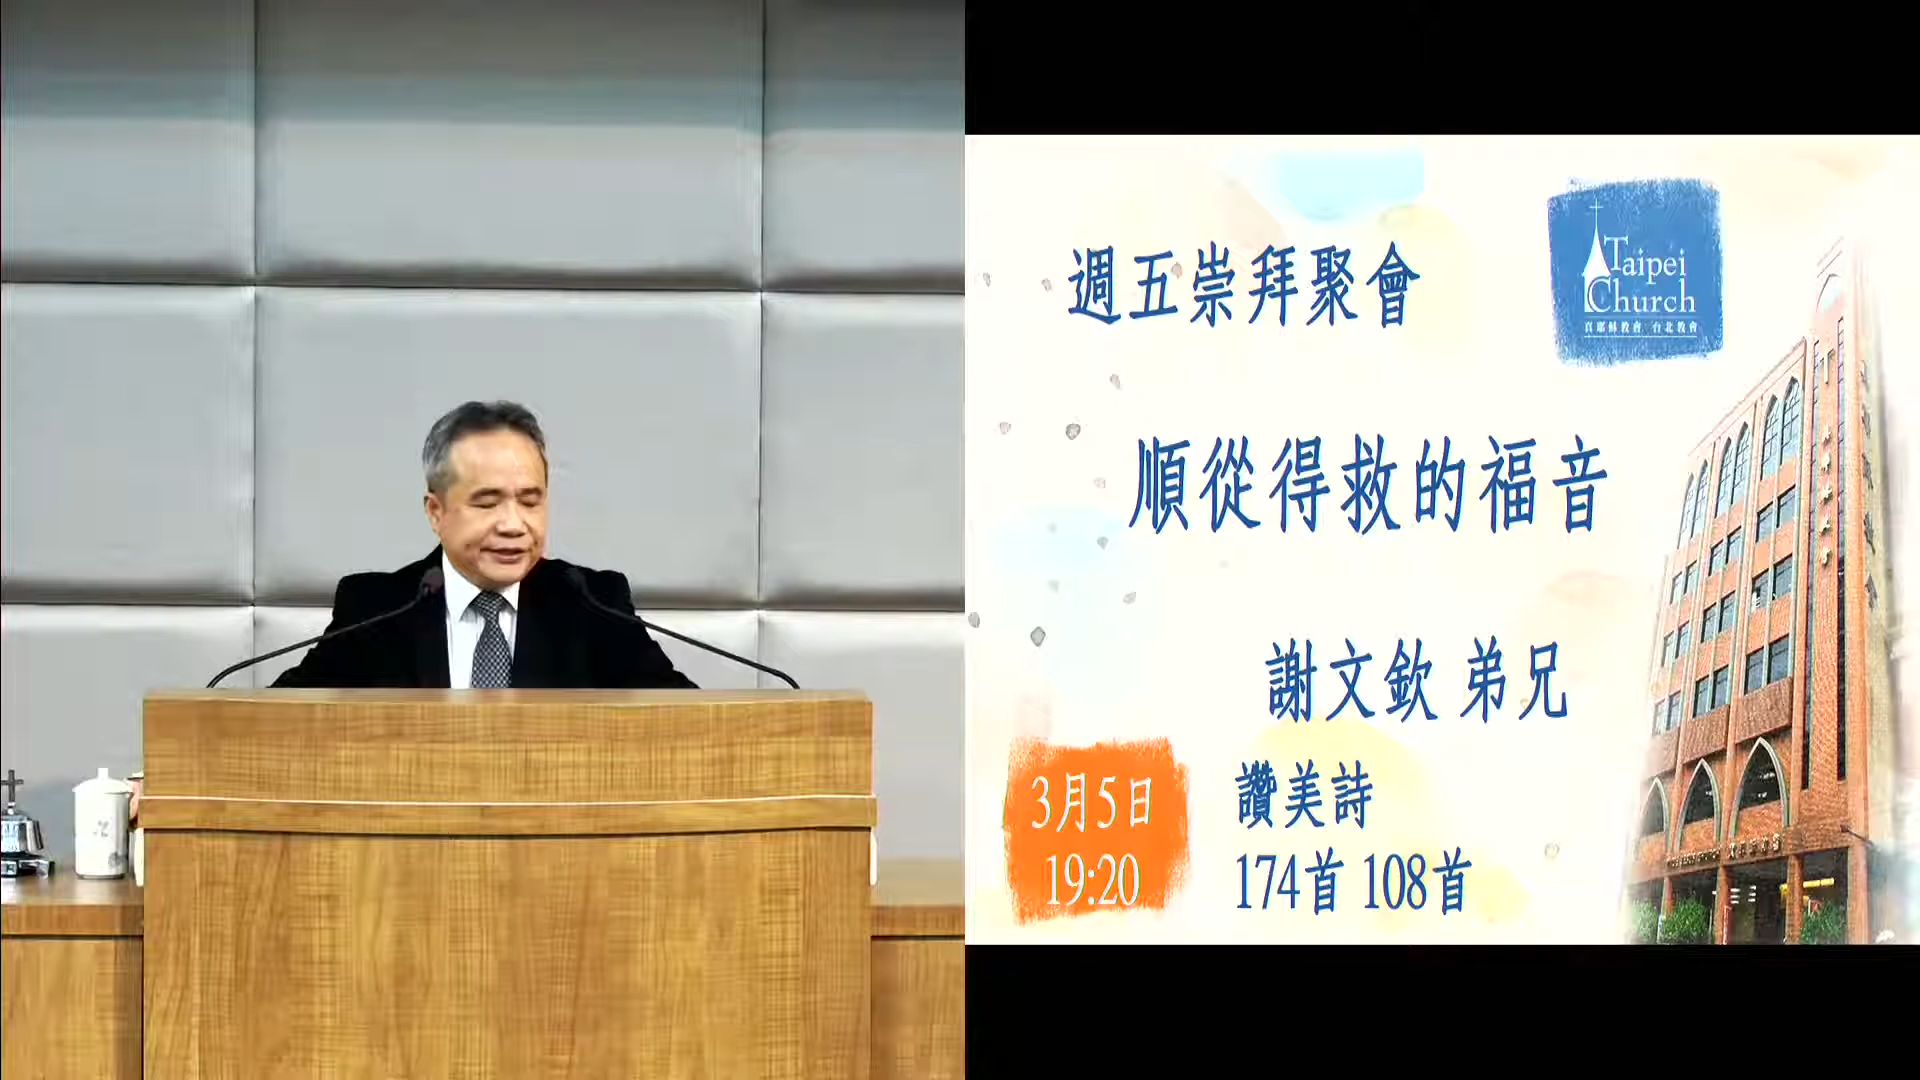 週五崇拜聚會
Taipei
Church
真耶穌教會 台北教會
順從得救的福音
謝文欽 弟兄
3月5日
19:20
讚美詩
174首 108首